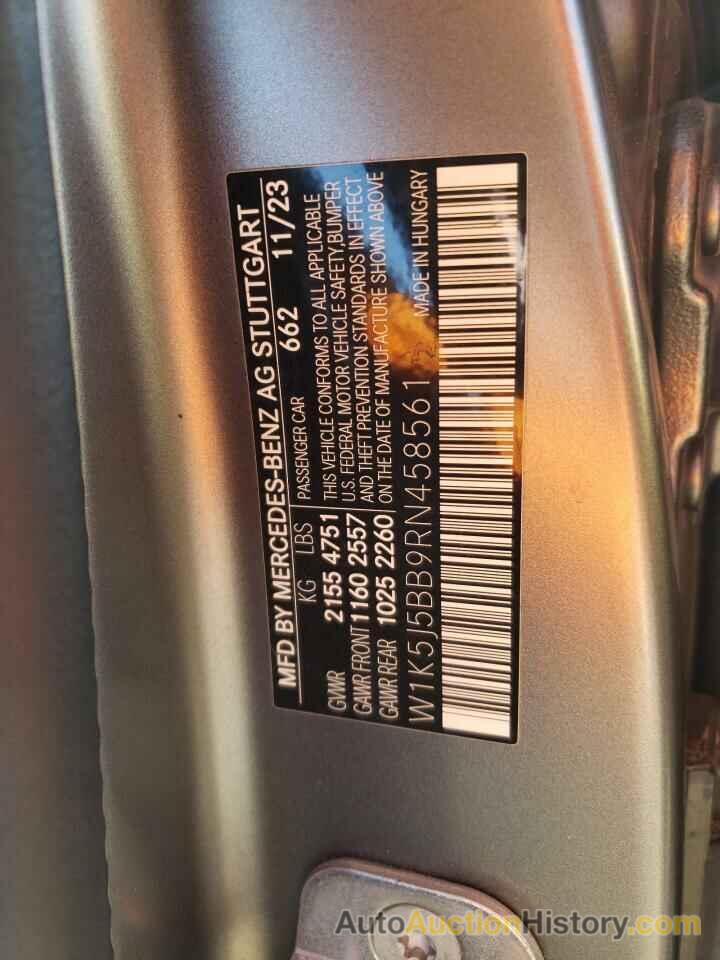 MFD BY MERCEDES-BENZ AG STUTTGART
KG LBS 662 11/23
GVWR 2155 4751 PASSENGER CAR
GAWR FRONT 1160 2557
GAWR REAR 1025 2260
THIS VEHICLE CONFORMS TO ALL APPLICABLE
U.S. FEDERAL MOTOR VEHICLE SAFETY,BUMPER
AND THEFT PREVENTION STANDARDS IN EFFECT
ON THE DATE OF MANUFACTURE SHOWN ABOVE
W1K5J5BB9RN458561 MADE IN HUNGARY
AutoAuctionHistory.com